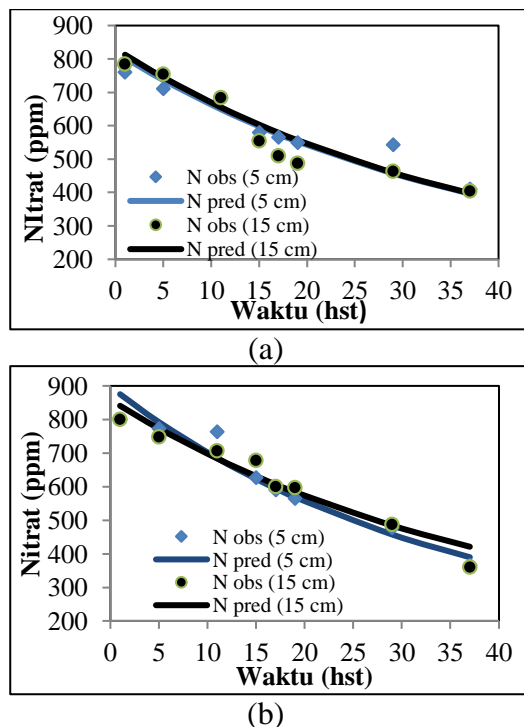 900
800
700
600
500
400
300
200
NItrat (ppm)
N obs (5 cm)
N pred (5 cm)
N obs (15 cm)
N pred (15 cm)
0 5 10 15 20 25 30 35 40
Waktu (hst)
(a)
900
800
700
600
500
400
300
200
Nitrat (ppm)
N obs (5 cm)
N pred (5 cm)
N obs (15 cm)
N pred (15 cm)
0 5 10 15 20 25 30 35 40
Waktu (hst)
(b)